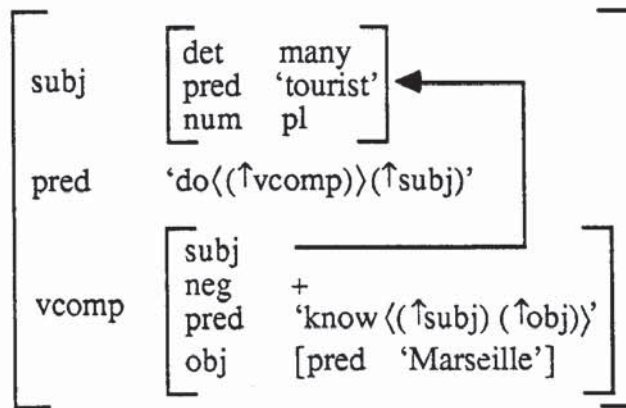 det many
subj pred ‘tourist’
num pl
pred ‘do⟨(↑vcomp)⟩(↑subj)’
subj
neg +
vcomp pred ‘know⟨(↑subj) (↑obj)⟩’
obj [pred ‘Marseille’]